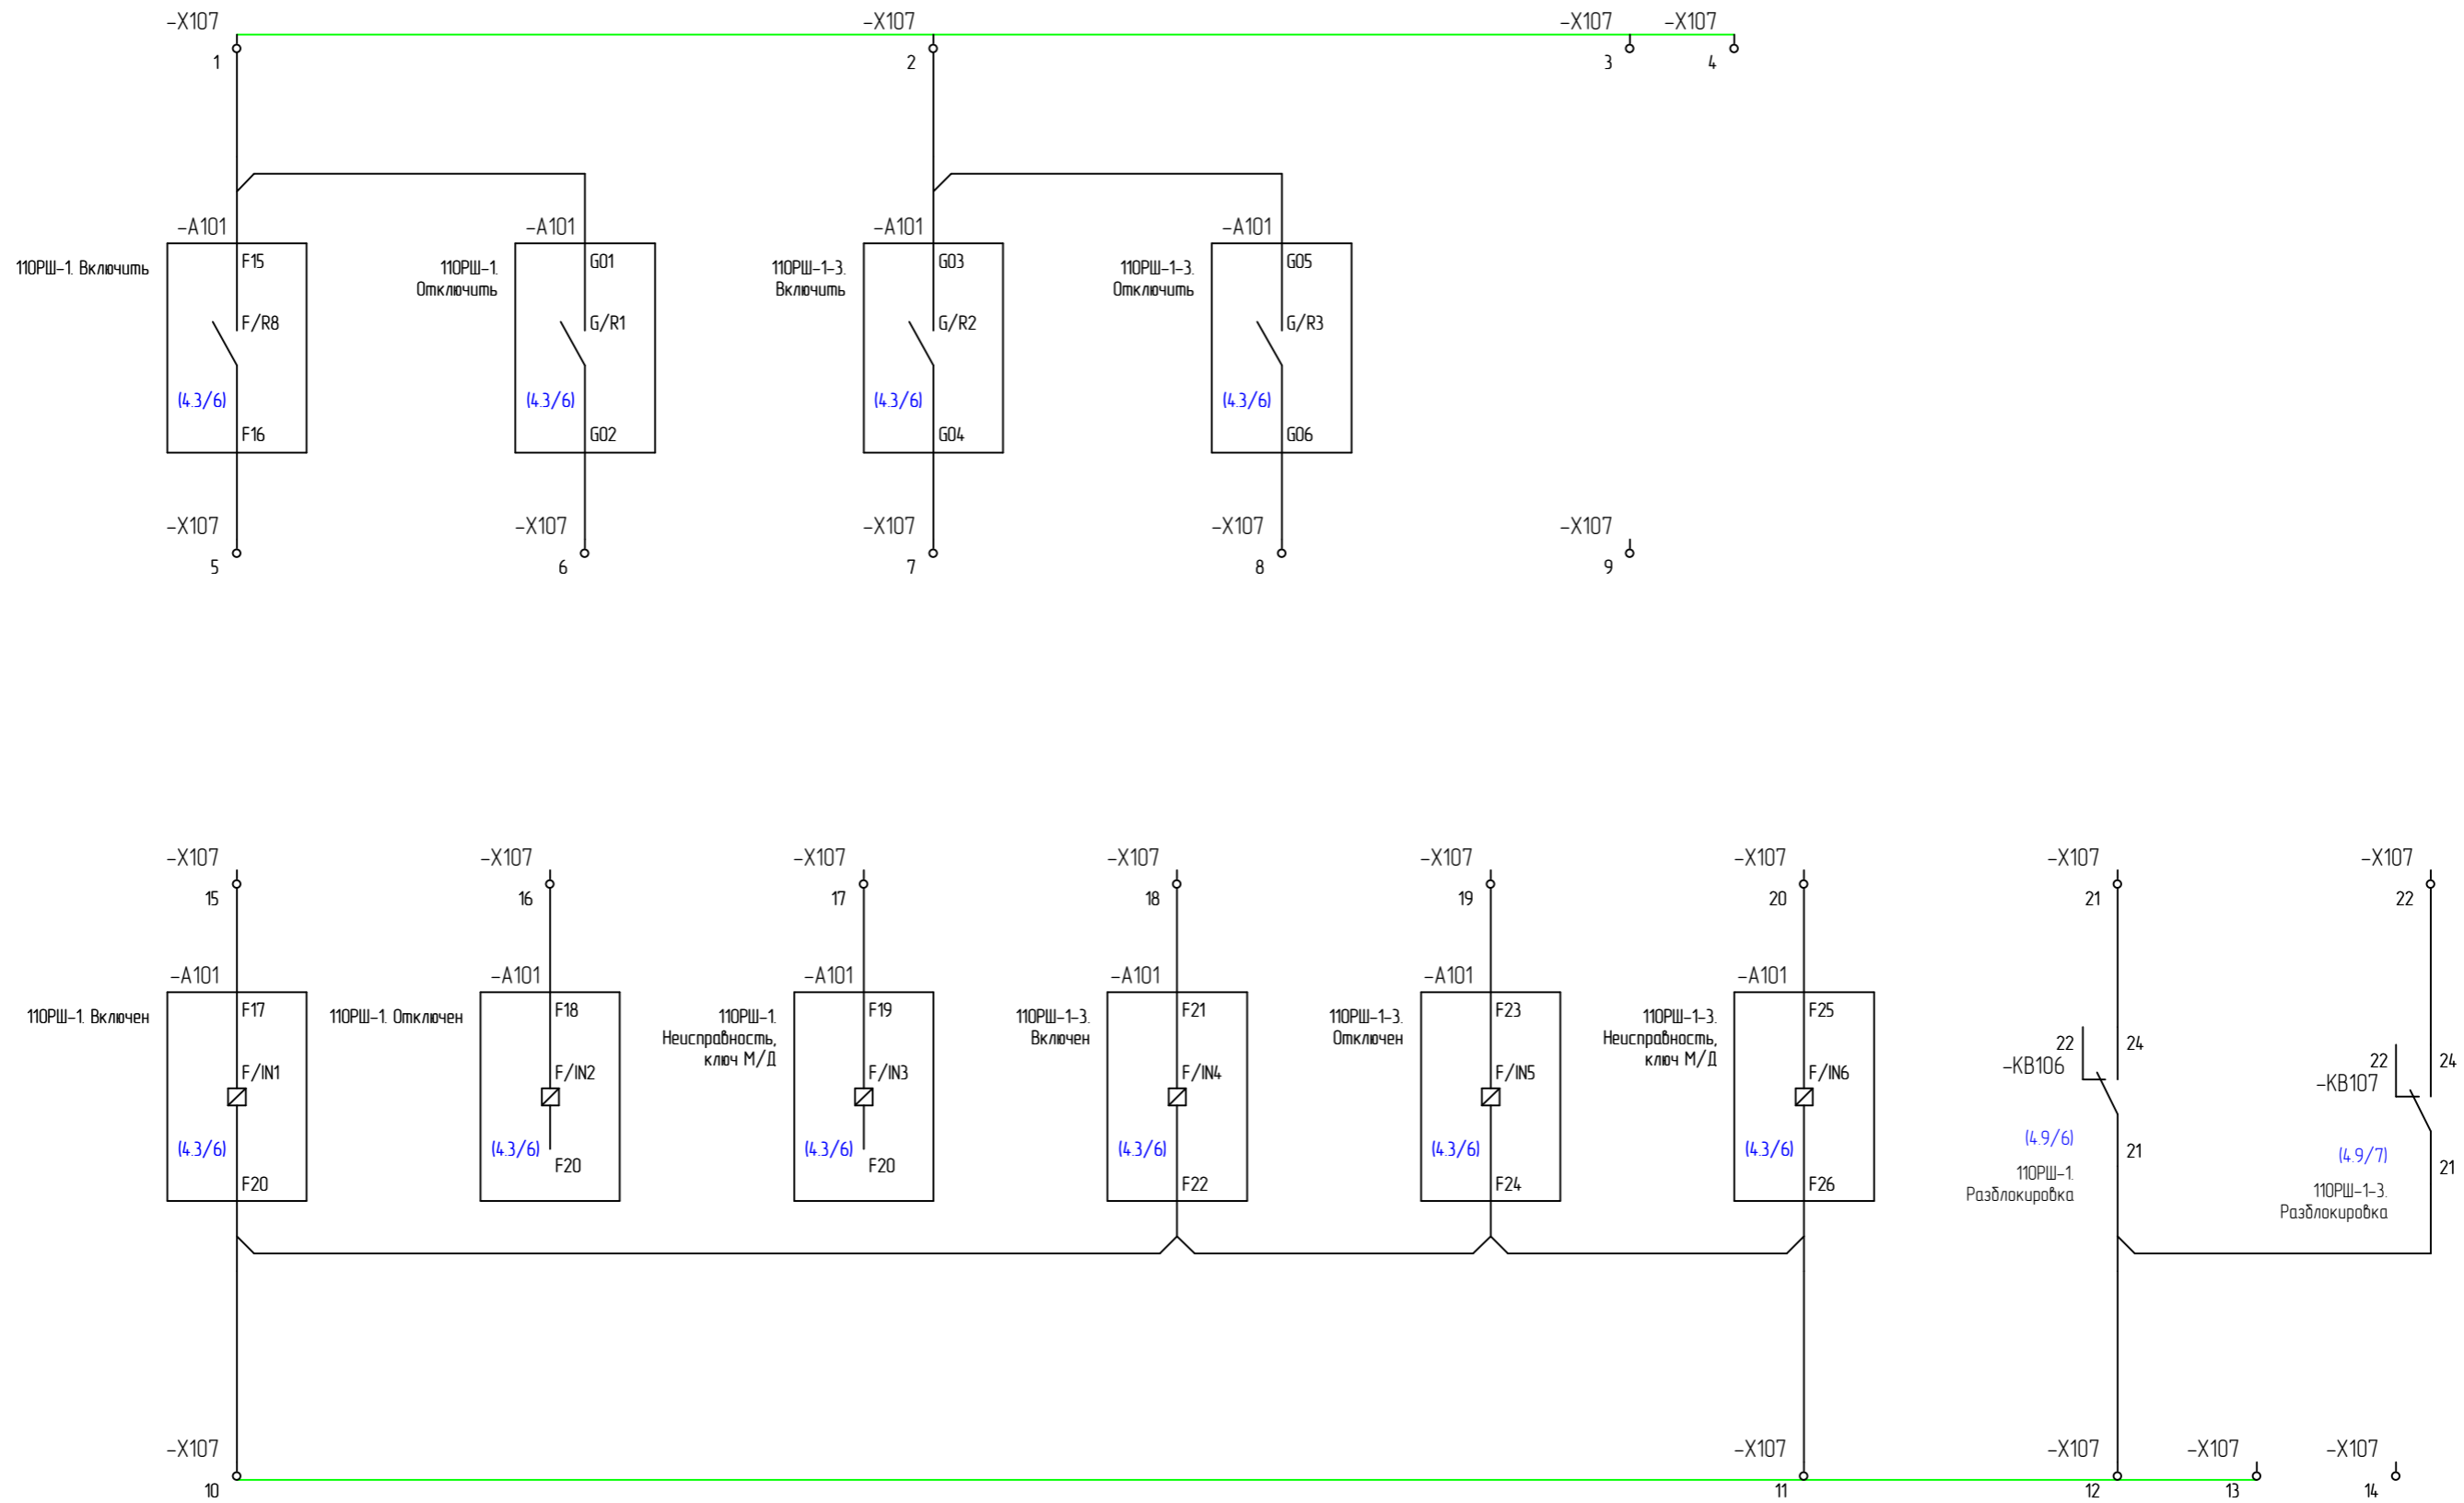 -X107
-X107
-X107
-X107
1
2
3
4
-A101
-A101
-A101
-A101
110РШ-1. Включить
F15
F/R8
(4.3/6)
F16
110РШ-1.
Отключить
G01
G/R1
(4.3/6)
G02
110РШ-1-3.
Включить
G03
G/R2
(4.3/6)
G04
110РШ-1-3.
Отключить
G05
G/R3
(4.3/6)
G06
-X107
-X107
-X107
-X107
-X107
5
6
7
8
9
-X107
-X107
-X107
-X107
-X107
-X107
-X107
-X107
15
16
17
18
19
20
21
22
-A101
-A101
-A101
-A101
-A101
-A101
110РШ-1. Включен
F17
F/IN1
(4.3/6)
F20
110РШ-1. Отключен
F18
F/IN2
(4.3/6)
F20
110РШ-1.
Неисправность,
ключ М/Д
F19
F/IN3
(4.3/6)
F20
110РШ-1-3.
Включен
F21
F/IN4
(4.3/6)
F22
110РШ-1-3.
Отключен
F23
F/IN5
(4.3/6)
F24
110РШ-1-3.
Неисправность,
ключ М/Д
F25
F/IN6
(4.3/6)
F26
22
24
-KB106
(4.9/6)
21
110РШ-1.
Разблокировка
22
24
-KB107
(4.9/7)
21
110РШ-1-3.
Разблокировка
-X107
-X107
-X107
-X107
-X107
10
11
12
13
14